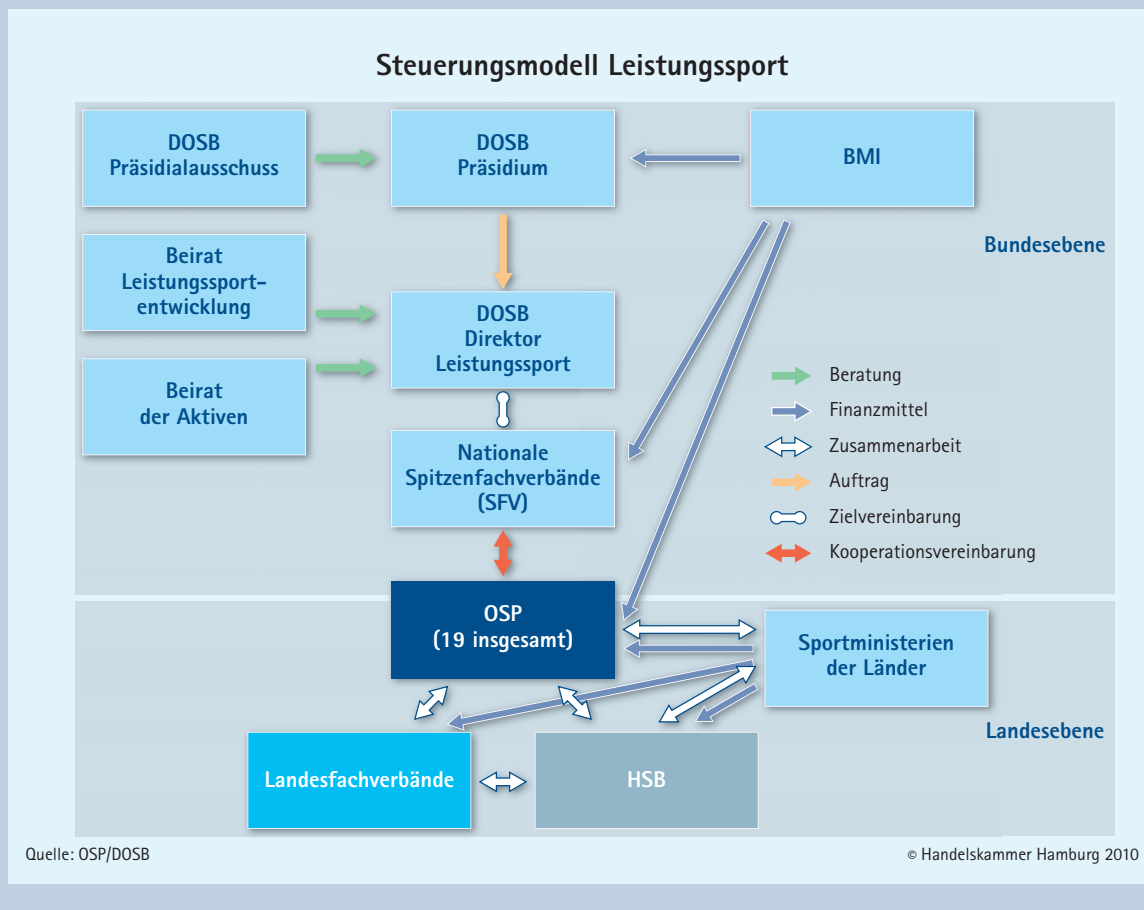 Steuerungsmodell Leistungssport
DOSB
Präsidialausschuss
DOSB
Präsidium
BMI
Bundesebene
Beirat
Leistungssport-
entwicklung
DOSB
Direktor
Leistungssport
Beirat
der Aktiven
Nationale
Spitzenfachverbände
(SFV)
Beratung
Finanzmittel
Zusammenarbeit
Auftrag
Zielvereinbarung
Kooperationsvereinbarung
OSP
(19 insgesamt)
Sportministerien
der Länder
Landesebene
Landesfachverbände
HSB
Quelle: OSP/DOSB
© Handelskammer Hamburg 2010